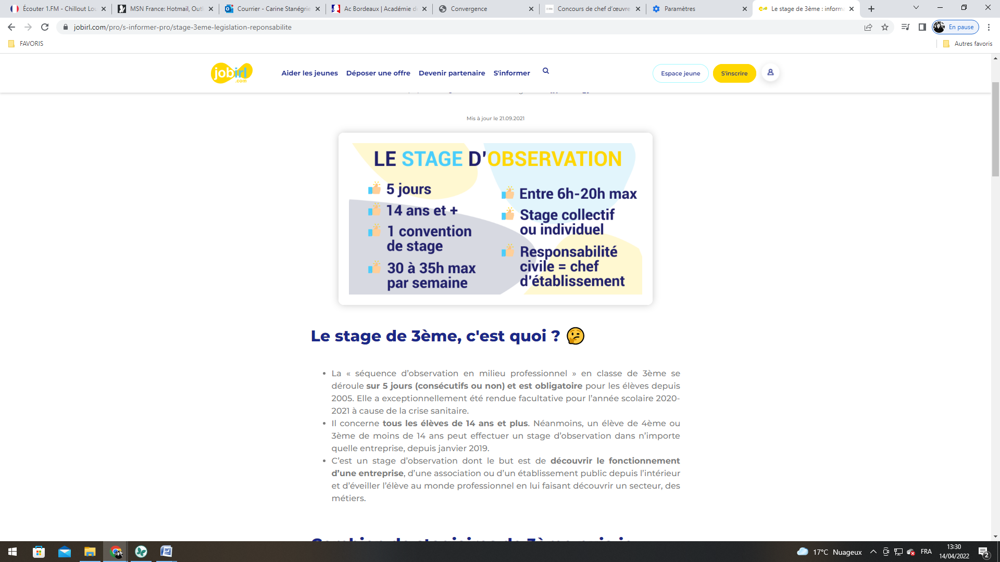 Écouter 1.FM - Chillout Lou
MSN France: Hotmail, Outl
Courrier - Carine Stanégrie
Ac Bordeaux | Académie d
Convergence
Concours de chef d'œuvre
Paramètres
Le stage de 3ème : informa
jobirl.com/pro/s-informer-pro/stage-3eme-legislation-reponsabilite
En pause
FAVORIS
Autres favoris
jobirl
.com
Aider les jeunes
Déposer une offre
Devenir partenaire
S'informer
Espace jeune
S'inscrire
Mis à jour le 21.09.2021
LE STAGE D'OBSERVATION
5 jours
14 ans et +
1 convention
de stage
30 à 35h max
par semaine
Entre 6h-20h max
Stage collectif
ou individuel
Responsabilité
civile = chef
d'établissement
Le stage de 3ème, c'est quoi ? 🤔
• La « séquence d'observation en milieu professionnel » en classe de 3ème se
déroule sur 5 jours (consécutifs ou non) et est obligatoire pour les élèves depuis
2005. Elle a exceptionnellement été rendue facultative pour l'année scolaire 2020-
2021 à cause de la crise sanitaire.
• Il concerne tous les élèves de 14 ans et plus. Néanmoins, un élève de 4ème ou
3ème de moins de 14 ans peut effectuer un stage d'observation dans n'importe
quelle entreprise, depuis janvier 2019.
• C'est un stage d'observation dont le but est de découvrir le fonctionnement
d'une entreprise, d'une association ou d'un établissement public depuis l'intérieur
et d'éveiller l'élève au monde professionnel en lui faisant découvrir un secteur, des
métiers.
Combien de stagiaires de 3ème puis-je
17°C Nuageux
FRA
13:30
14/04/2022
2